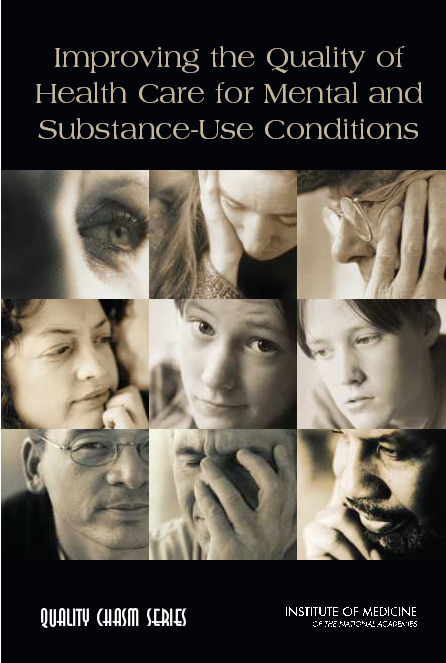 Improving the Quality of
Health Care for Mental and
Substance-Use Conditions
QUALITY CHASM SERIES
INSTITUTE OF MEDICINE
OF THE NATIONAL ACADEMIES